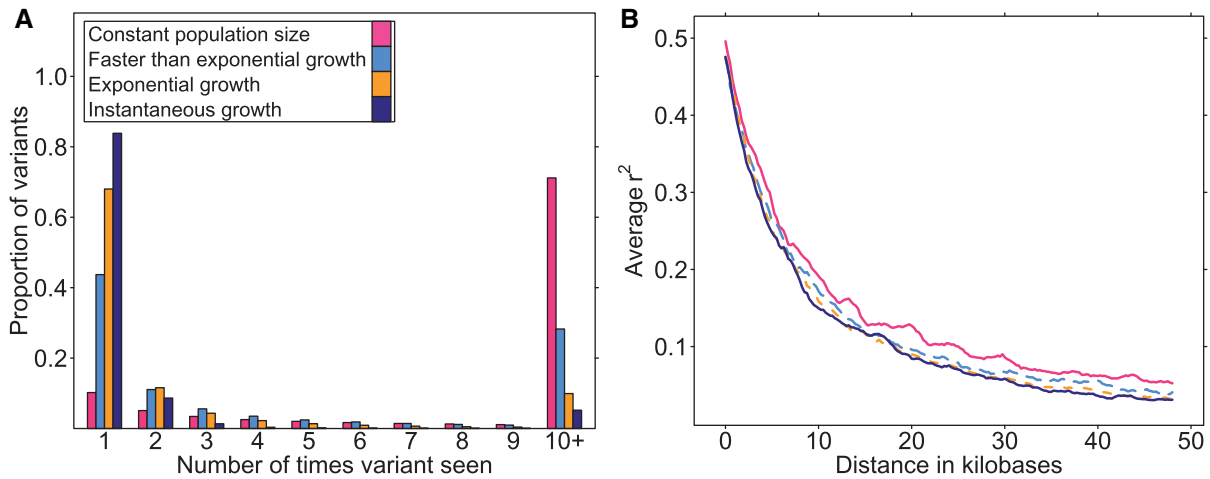 A
Constant population size
Faster than exponential growth
Exponential growth
Instantaneous growth
Proportion of variants
1.0
0.8
0.6
0.4
0.2
1 2 3 4 5 6 7 8 9 10+
Number of times variant seen
B
Average r²
0.5
0.4
0.3
0.2
0.1
0 10 20 30 40 50
Distance in kilobases